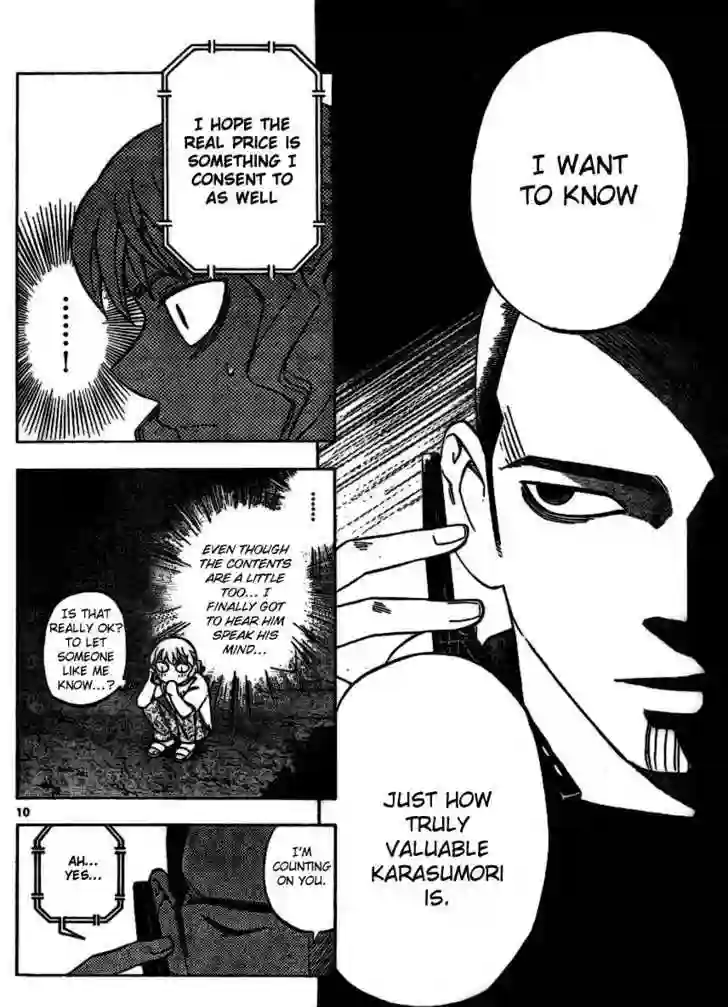 I WANT
TO KNOW
JUST HOW
TRULY
VALUABLE
KARASUMORI
IS.
I HOPE THE
REAL PRICE IS
SOMETHING I
CONSENT TO
AS WELL
......!
......
EVEN THOUGH
THE CONTENTS
ARE A LITTLE
TOO... I
FINALLY GOT
TO HEAR HIM
SPEAK HIS
MIND...
IS THAT
REALLY OK?
TO LET
SOMEONE
LIKE ME
KNOW...?
10
I'M
COUNTING
ON YOU.
AH...
YES...